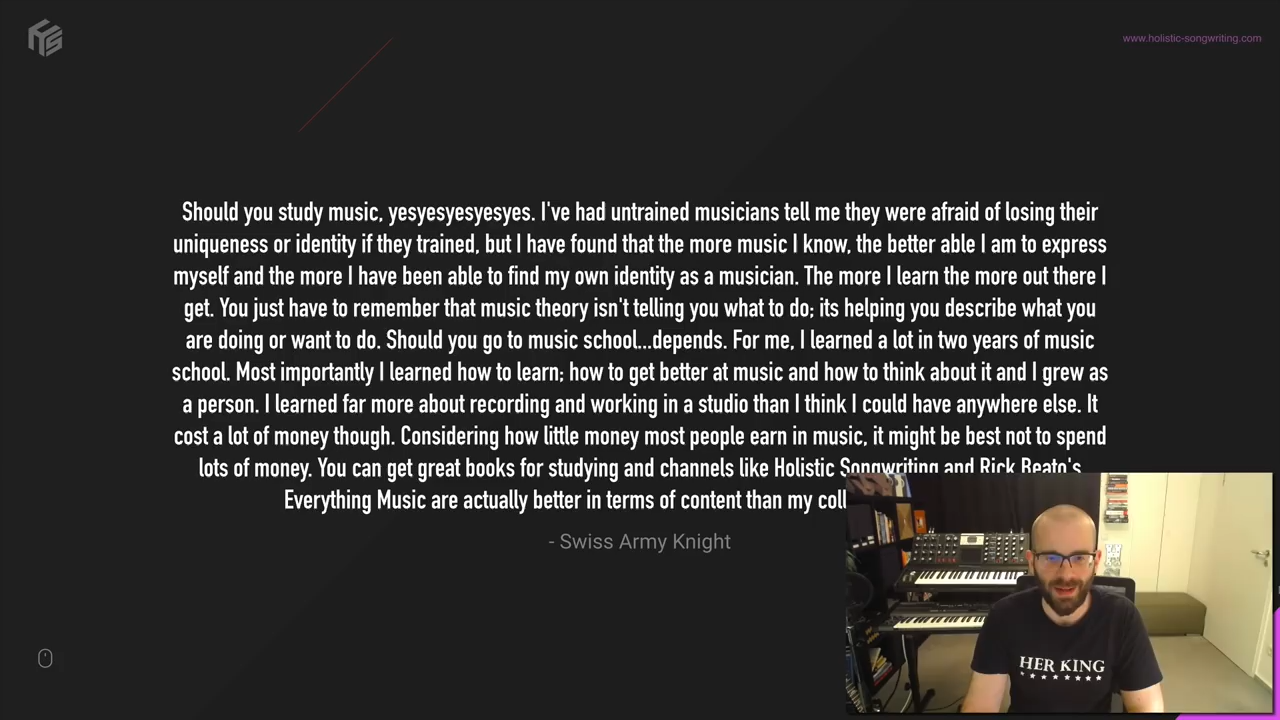 www.holistic-songwriting.com
Should you study music, yesyesyesyesyes. I've had untrained musicians tell me they were afraid of losing their
uniqueness or identity if they trained, but I have found that the more music I know, the better able I am to express
myself and the more I have been able to find my own identity as a musician. The more I learn the more out there I
get. You just have to remember that music theory isn't telling you what to do; its helping you describe what you
are doing or want to do. Should you go to music school...depends. For me, I learned a lot in two years of music
school. Most importantly I learned how to learn; how to get better at music and how to think about it and I grew as
a person. I learned far more about recording and working in a studio than I think I could have anywhere else. It
cost a lot of money though. Considering how little money most people earn in music, it might be best not to spend
lots of money. You can get great books for studying and channels like Holistic Songwriting and Rick Beato's
Everything Music are actually better in terms of content than my
- Swiss Army Knight
HER KING